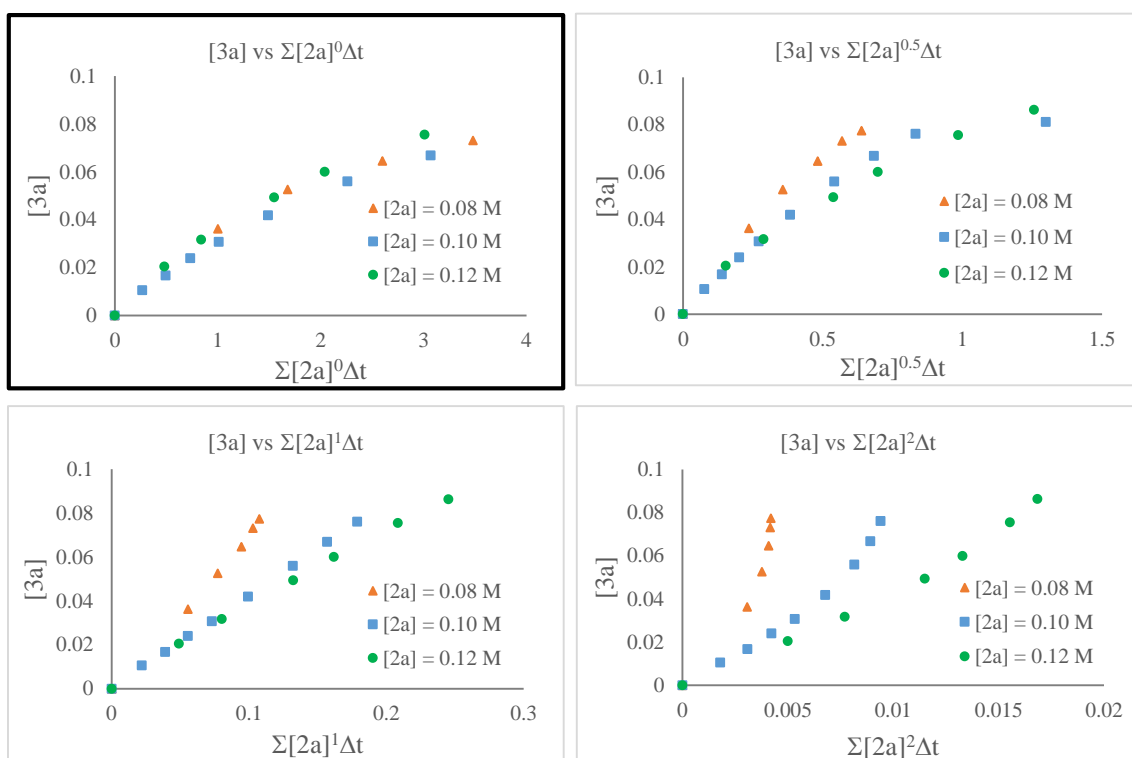 [3a] vs Σ[2a]⁰Δt
0.1
0.08
0.06
0.04
0.02
0
[3a]
[2a] = 0.08 M
[2a] = 0.10 M
[2a] = 0.12 M
0 1 2 3 4
Σ[2a]⁰Δt
[3a] vs Σ[2a]⁰·⁵Δt
0.1
0.08
0.06
0.04
0.02
0
[3a]
[2a] = 0.08 M
[2a] = 0.10 M
[2a] = 0.12 M
0 0.5 1 1.5
Σ[2a]⁰·⁵Δt
[3a] vs Σ[2a]¹Δt
0.1
0.08
0.06
0.04
0.02
0
[3a]
[2a] = 0.08 M
[2a] = 0.10 M
[2a] = 0.12 M
0 0.1 0.2 0.3
Σ[2a]¹Δt
[3a] vs Σ[2a]²Δt
0.1
0.08
0.06
0.04
0.02
0
[3a]
[2a] = 0.08 M
[2a] = 0.10 M
[2a] = 0.12 M
0 0.005 0.01 0.015 0.02
Σ[2a]²Δt